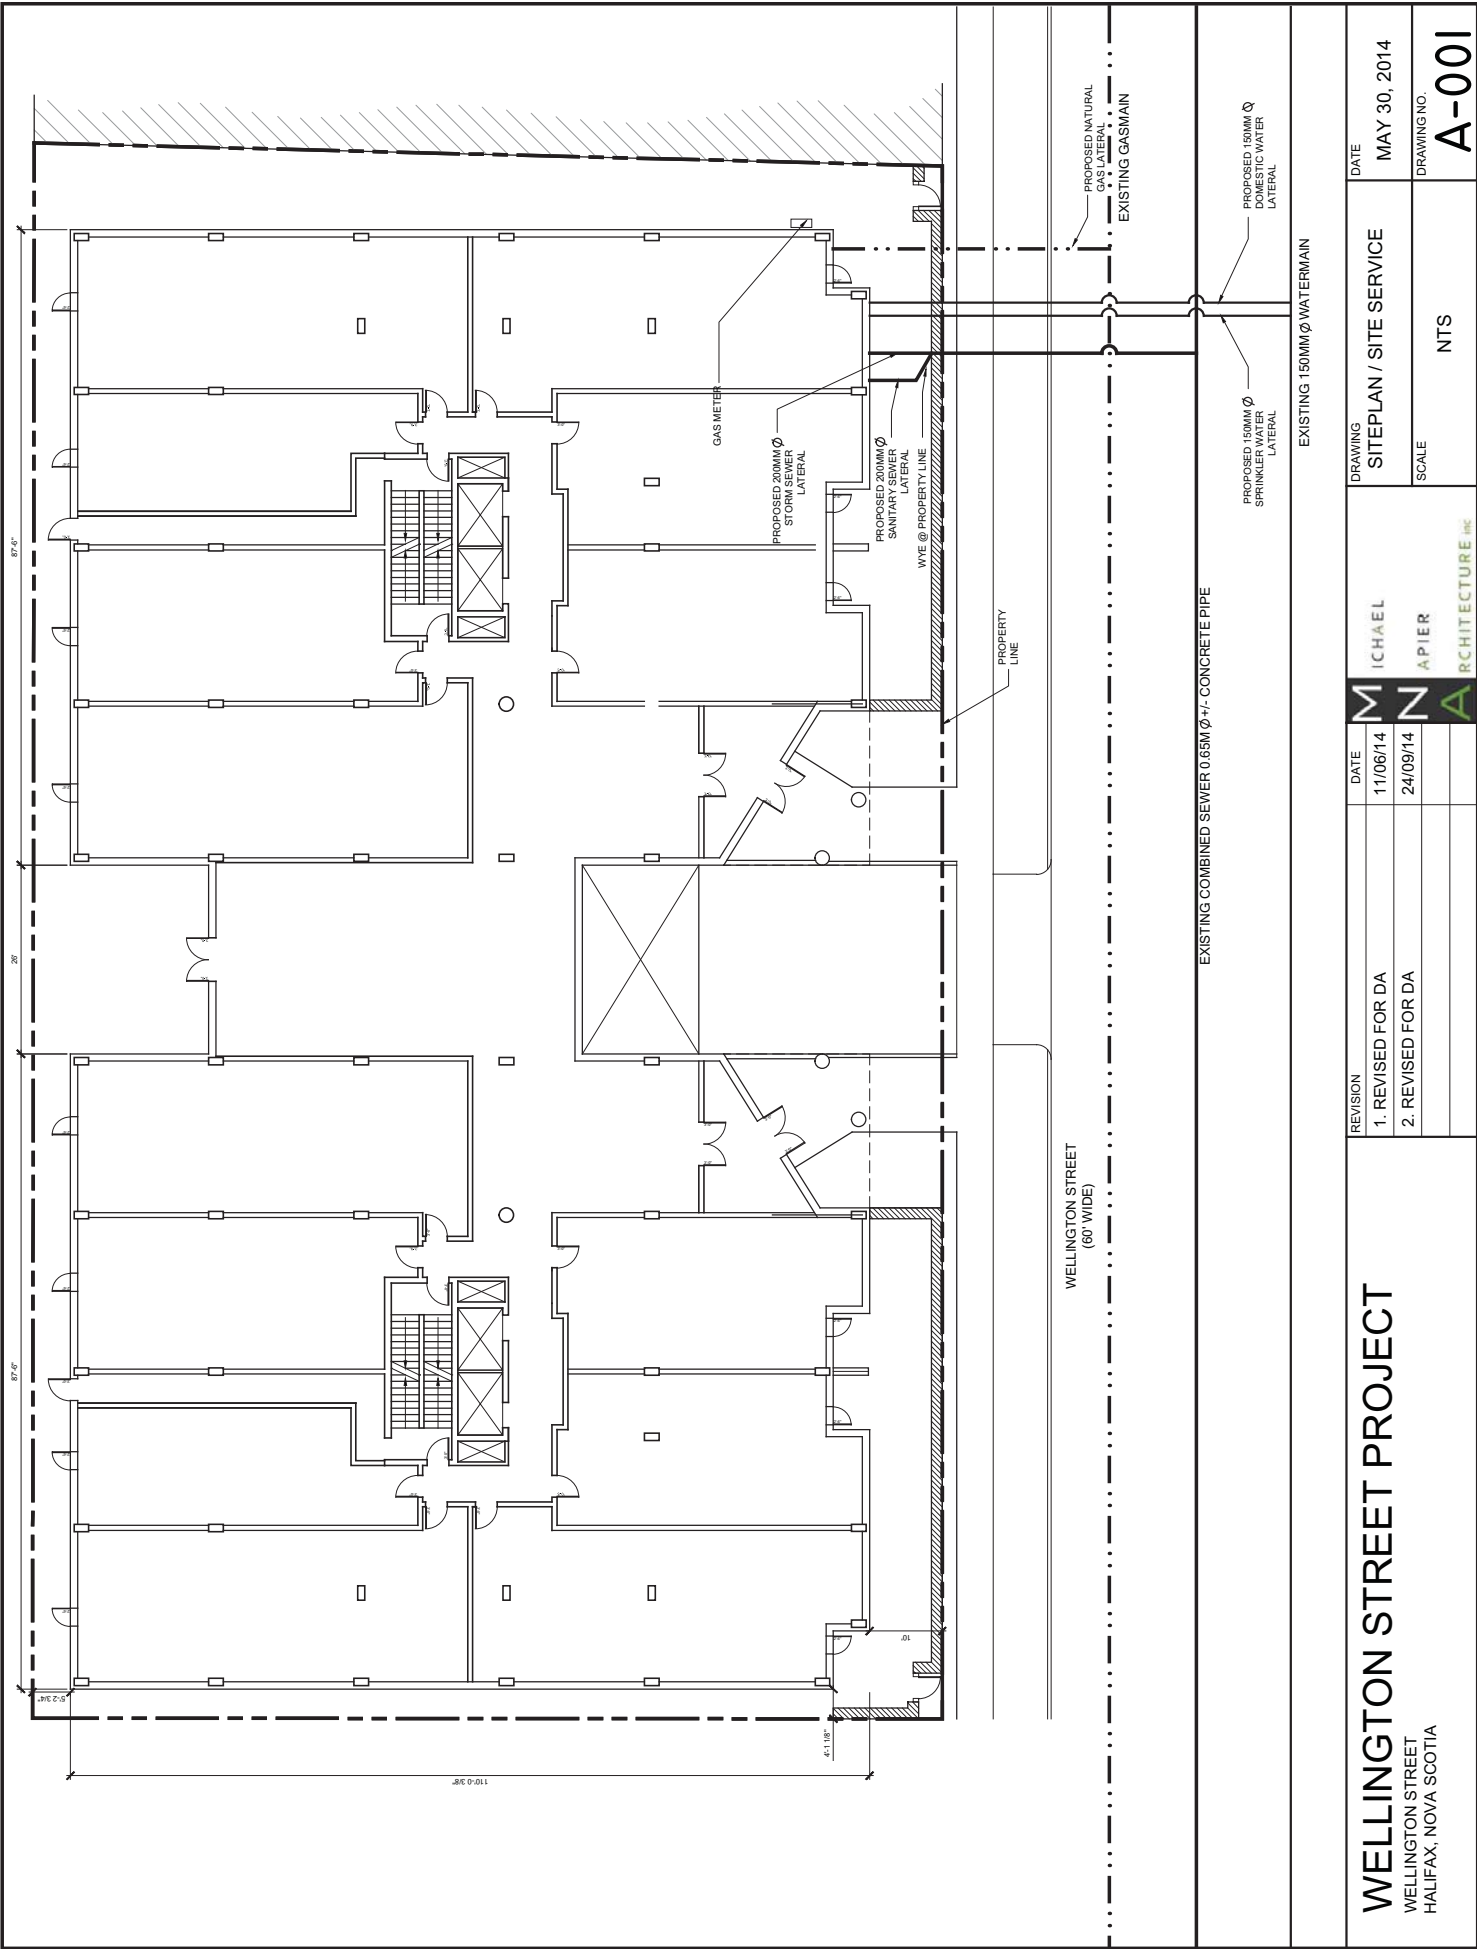 87'-6"
26'
87'-6"
5'-2 3/4"
110'-0 3/8"
4'-1 1/8"
10'
GAS METER
PROPOSED 200MM Ø
STORM SEWER
LATERAL
PROPOSED 200MM Ø
SANITARY SEWER
LATERAL
WYE @ PROPERTY LINE
PROPERTY
LINE
WELLINGTON STREET
(60' WIDE)
PROPOSED NATURAL
GAS LATERAL
EXISTING GASMAIN
EXISTING COMBINED SEWER 0.65M Ø +/- CONCRETE PIPE
PROPOSED 150MM Ø
SPRINKLER WATER
LATERAL
PROPOSED 150MM Ø
DOMESTIC WATER
LATERAL
EXISTING 150MM Ø WATERMAIN
WELLINGTON STREET PROJECT
WELLINGTON STREET
HALIFAX, NOVA SCOTIA
REVISION DATE
1. REVISED FOR DA 11/06/14
2. REVISED FOR DA 24/09/14
MICHAEL
NAPIER
ARCHITECTURE inc
DRAWING
SITEPLAN / SITE SERVICE
SCALE
NTS
DATE
MAY 30, 2014
DRAWING NO.
A-001